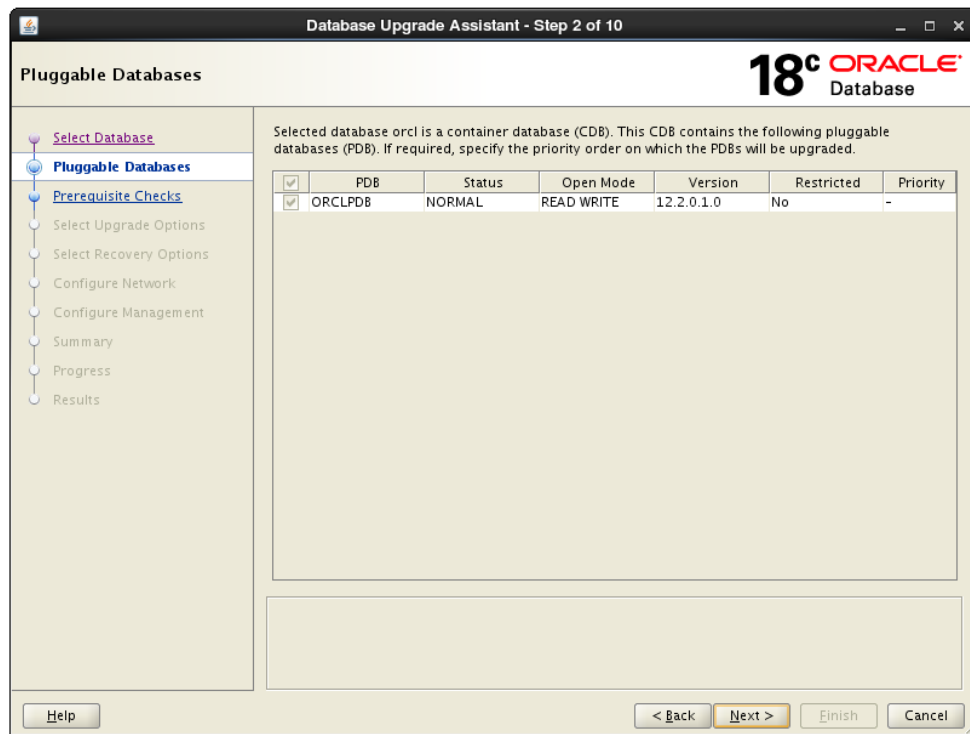 Database Upgrade Assistant - Step 2 of 10
Pluggable Databases
18c ORACLE
Database
Select Database
Pluggable Databases
Prerequisite Checks
Select Upgrade Options
Select Recovery Options
Configure Network
Configure Management
Summary
Progress
Results
Selected database orcl is a container database (CDB). This CDB contains the following pluggable
databases (PDB). If required, specify the priority order on which the PDBs will be upgraded.
PDB Status Open Mode Version Restricted Priority
ORCLPDB NORMAL READ WRITE 12.2.0.1.0 No -
Help < Back Next > Finish Cancel